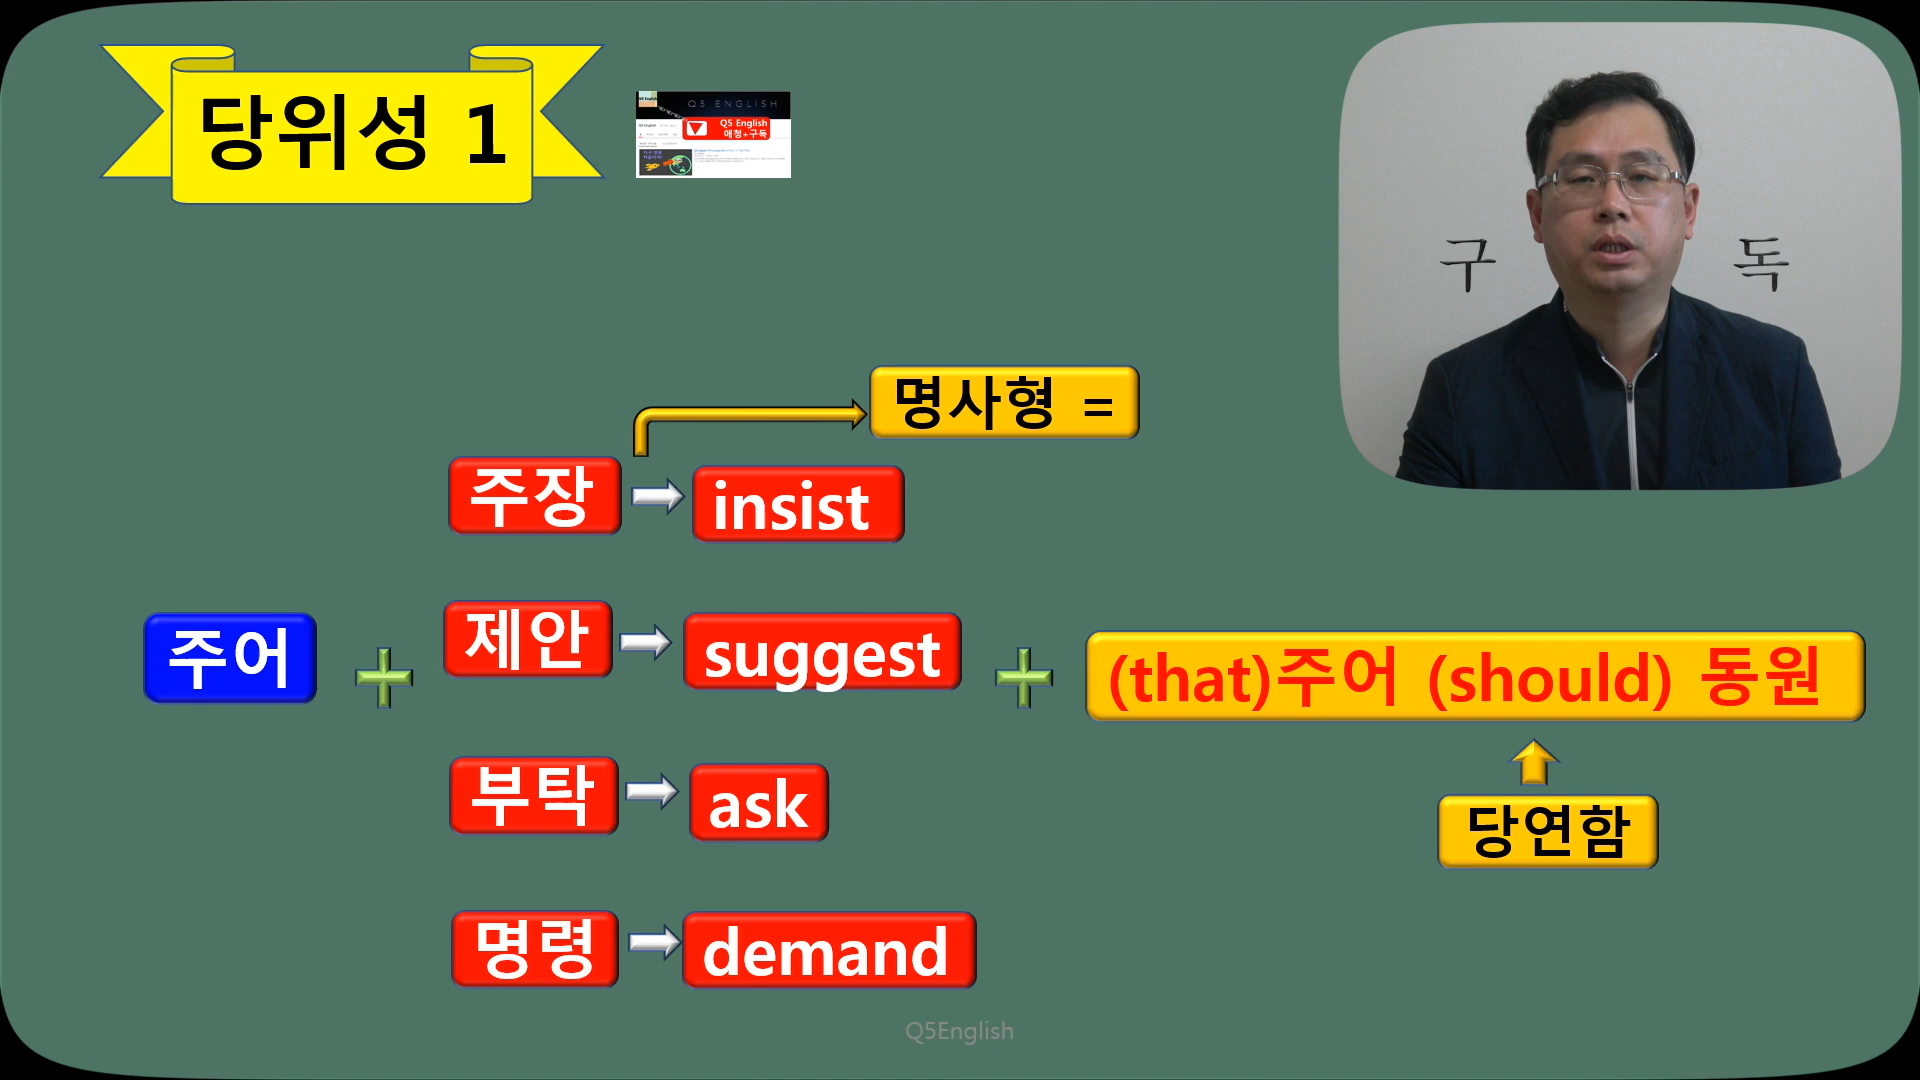 당위성 1
Q5 ENGLISH
Q5 English
애청+구독
구 독
명사형 =
주장
insist
제안
suggest
주어
(that)주어 (should) 동원
부탁
ask
당연함
명령
demand
Q5English